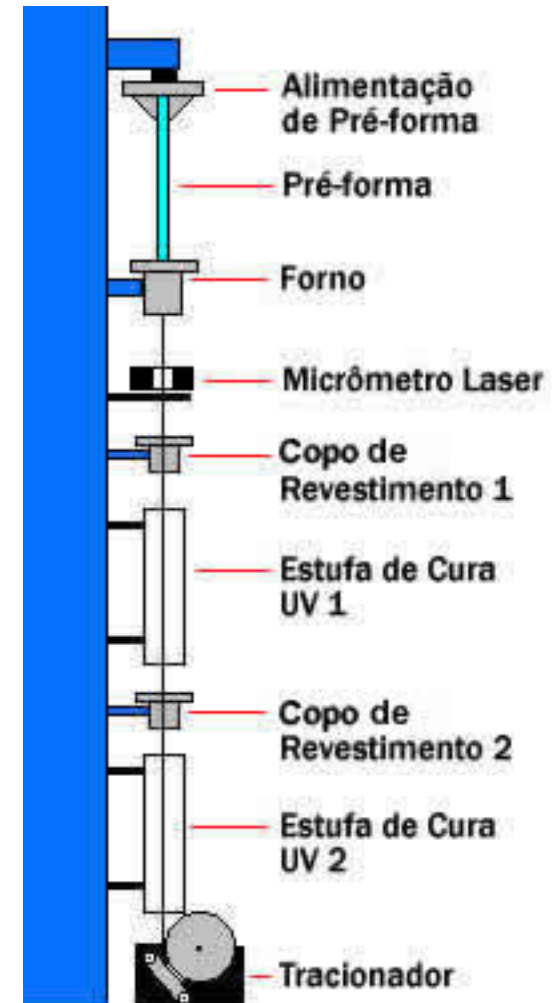 Alimentação
de Pré-forma
Pré-forma
Forno
Micrômetro Laser
Copo de
Revestimento 1
Estufa de Cura
UV 1
Copo de
Revestimento 2
Estufa de Cura
UV 2
Tracionador